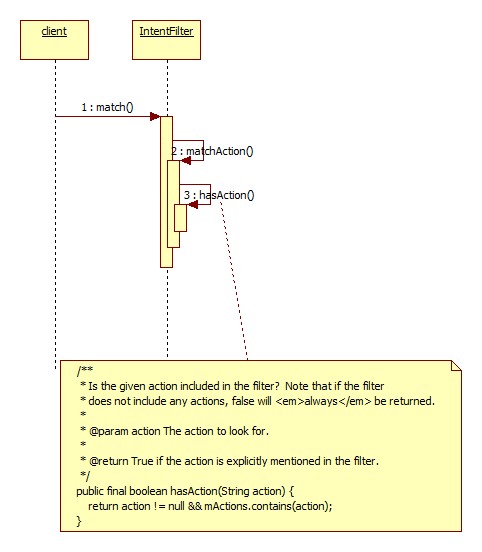 client
IntentFilter
1 : match()
2 : matchAction()
3 : hasAction()
/**
* Is the given action included in the filter?  Note that if the filter
* does not include any actions, false will <em>always</em> be returned.
*
* @param action The action to look for.
*
* @return True if the action is explicitly mentioned in the filter.
*/
public final boolean hasAction(String action) {
return action != null && mActions.contains(action);
}